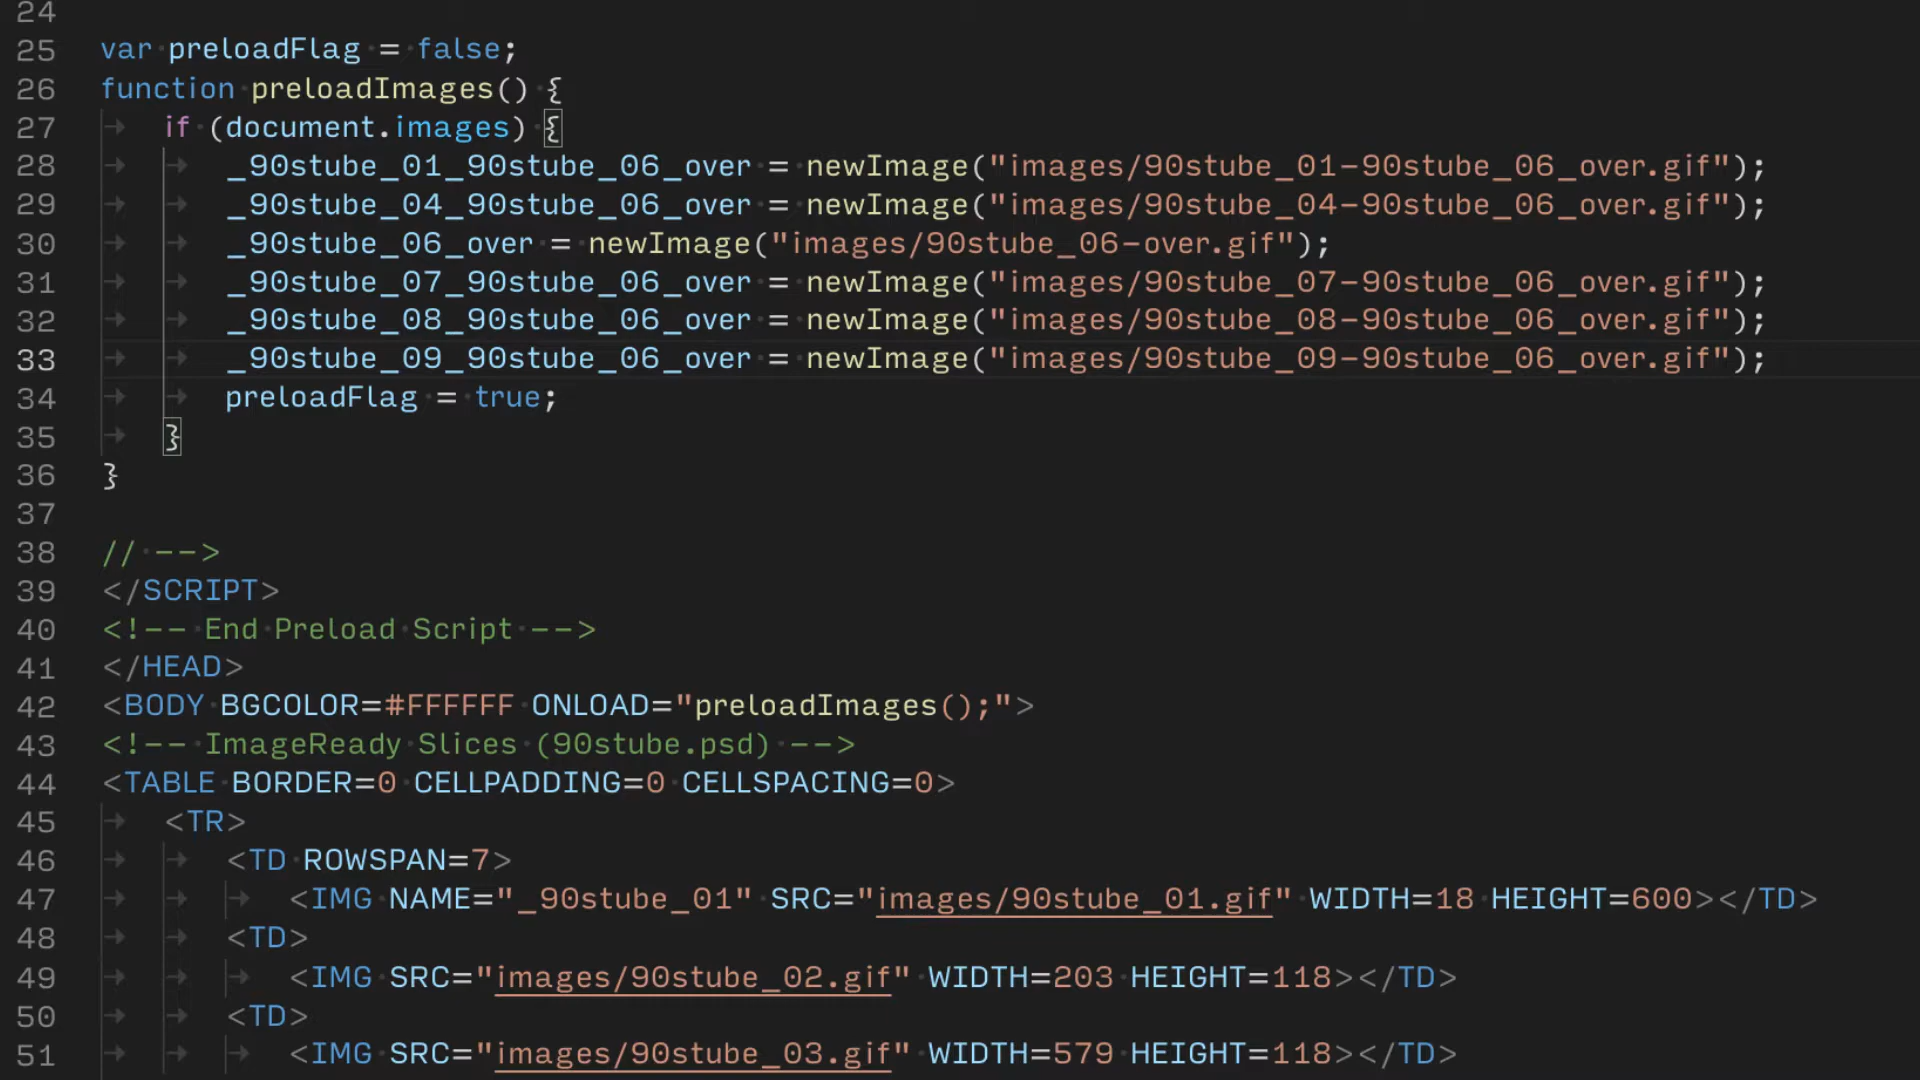 24
25 var preloadFlag = false;
26 function preloadImages() {
27 if (document.images) {
28 _90stube_01_90stube_06_over = newImage("images/90stube_01-90stube_06_over.gif");
29 _90stube_04_90stube_06_over = newImage("images/90stube_04-90stube_06_over.gif");
30 _90stube_06_over = newImage("images/90stube_06-over.gif");
31 _90stube_07_90stube_06_over = newImage("images/90stube_07-90stube_06_over.gif");
32 _90stube_08_90stube_06_over = newImage("images/90stube_08-90stube_06_over.gif");
33 _90stube_09_90stube_06_over = newImage("images/90stube_09-90stube_06_over.gif");
34 preloadFlag = true;
35 }
36 }
37
38 // -->
39 </SCRIPT>
40 <!-- End Preload Script -->
41 </HEAD>
42 <BODY BGCOLOR=#FFFFFF ONLOAD="preloadImages();">
43 <!-- ImageReady Slices (90stube.psd) -->
44 <TABLE BORDER=0 CELLPADDING=0 CELLSPACING=0>
45 <TR>
46 <TD ROWSPAN=7>
47 <IMG NAME="_90stube_01" SRC="images/90stube_01.gif" WIDTH=18 HEIGHT=600></TD>
48 <TD>
49 <IMG SRC="images/90stube_02.gif" WIDTH=203 HEIGHT=118></TD>
50 <TD>
51 <IMG SRC="images/90stube_03.gif" WIDTH=579 HEIGHT=118></TD>